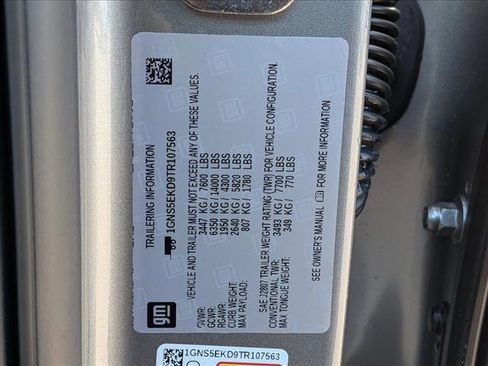 TRAILERING INFORMATION
1GNS5EKD9TR107563
VEHICLE AND TRAILER MUST NOT EXCEED ANY OF THESE VALUES.
GVWR: 3447 KG / 7600 LBS
GCWR: 6350 KG / 14000 LBS
RGAWR: 1950 KG / 4300 LBS
CURB WEIGHT: 2640 KG / 5820 LBS
MAX PAYLOAD: 807 KG / 1780 LBS
SAE J2807 TRAILER WEIGHT RATING (TWR) FOR VEHICLE CONFIGURATION.
CONVENTIONAL TWR: 3493 KG / 7700 LBS
MAX TONGUE WEIGHT: 349 KG / 770 LBS
SEE OWNER'S MANUAL FOR MORE INFORMATION
gm
1GNS5EKD9TR107563